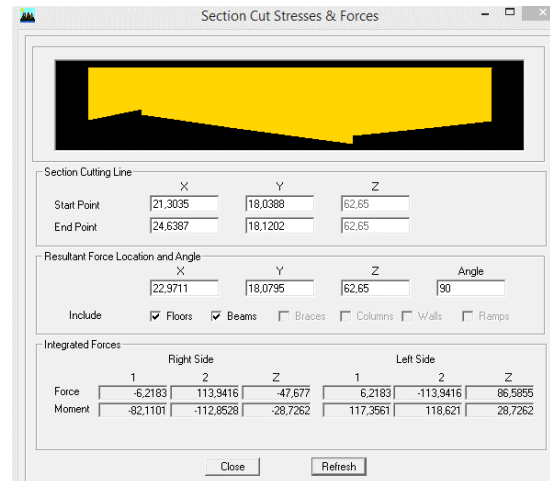 Section Cut Stresses & Forces
Section Cutting Line
X Y Z
Start Point 21,3035 18,0388 62,65
End Point 24,6387 18,1202 62,65
Resultant Force Location and Angle
X Y Z Angle
22,9711 18,0795 62,65 90
Include Floors Beams Braces Columns Walls Ramps
Integrated Forces
Right Side Left Side
1 2 Z 1 2 Z
Force -6,2183 113,9416 -47,677 6,2183 -113,9416 86,5855
Moment -82,1101 -112,8528 -28,7262 117,3561 118,621 28,7262
Close Refresh